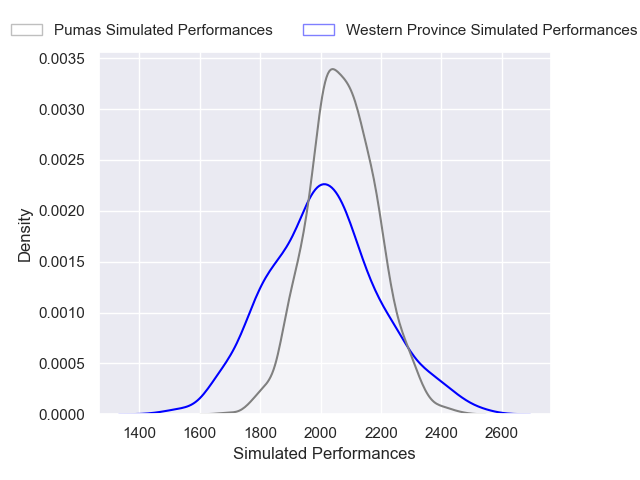 Pumas Simulated Performances
Western Province Simulated Performances
0.0035
0.0030
0.0025
0.0020
0.0015
0.0010
0.0005
0.0000
Density
1400 1600 1800 2000 2200 2400 2600
Simulated Performances